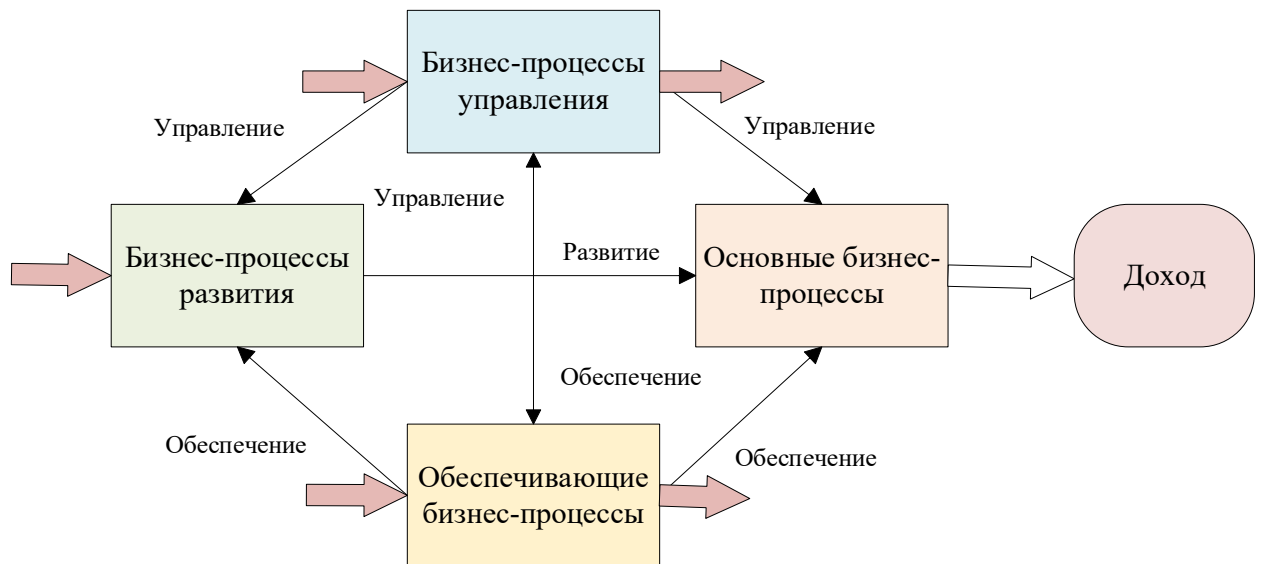 Бизнес-процессы
управления
Управление
Управление
Управление
Бизнес-процессы
развития
Развитие
Основные бизнес-
процессы
Доход
Обеспечение
Обеспечение
Обеспечение
Обеспечивающие
бизнес-процессы